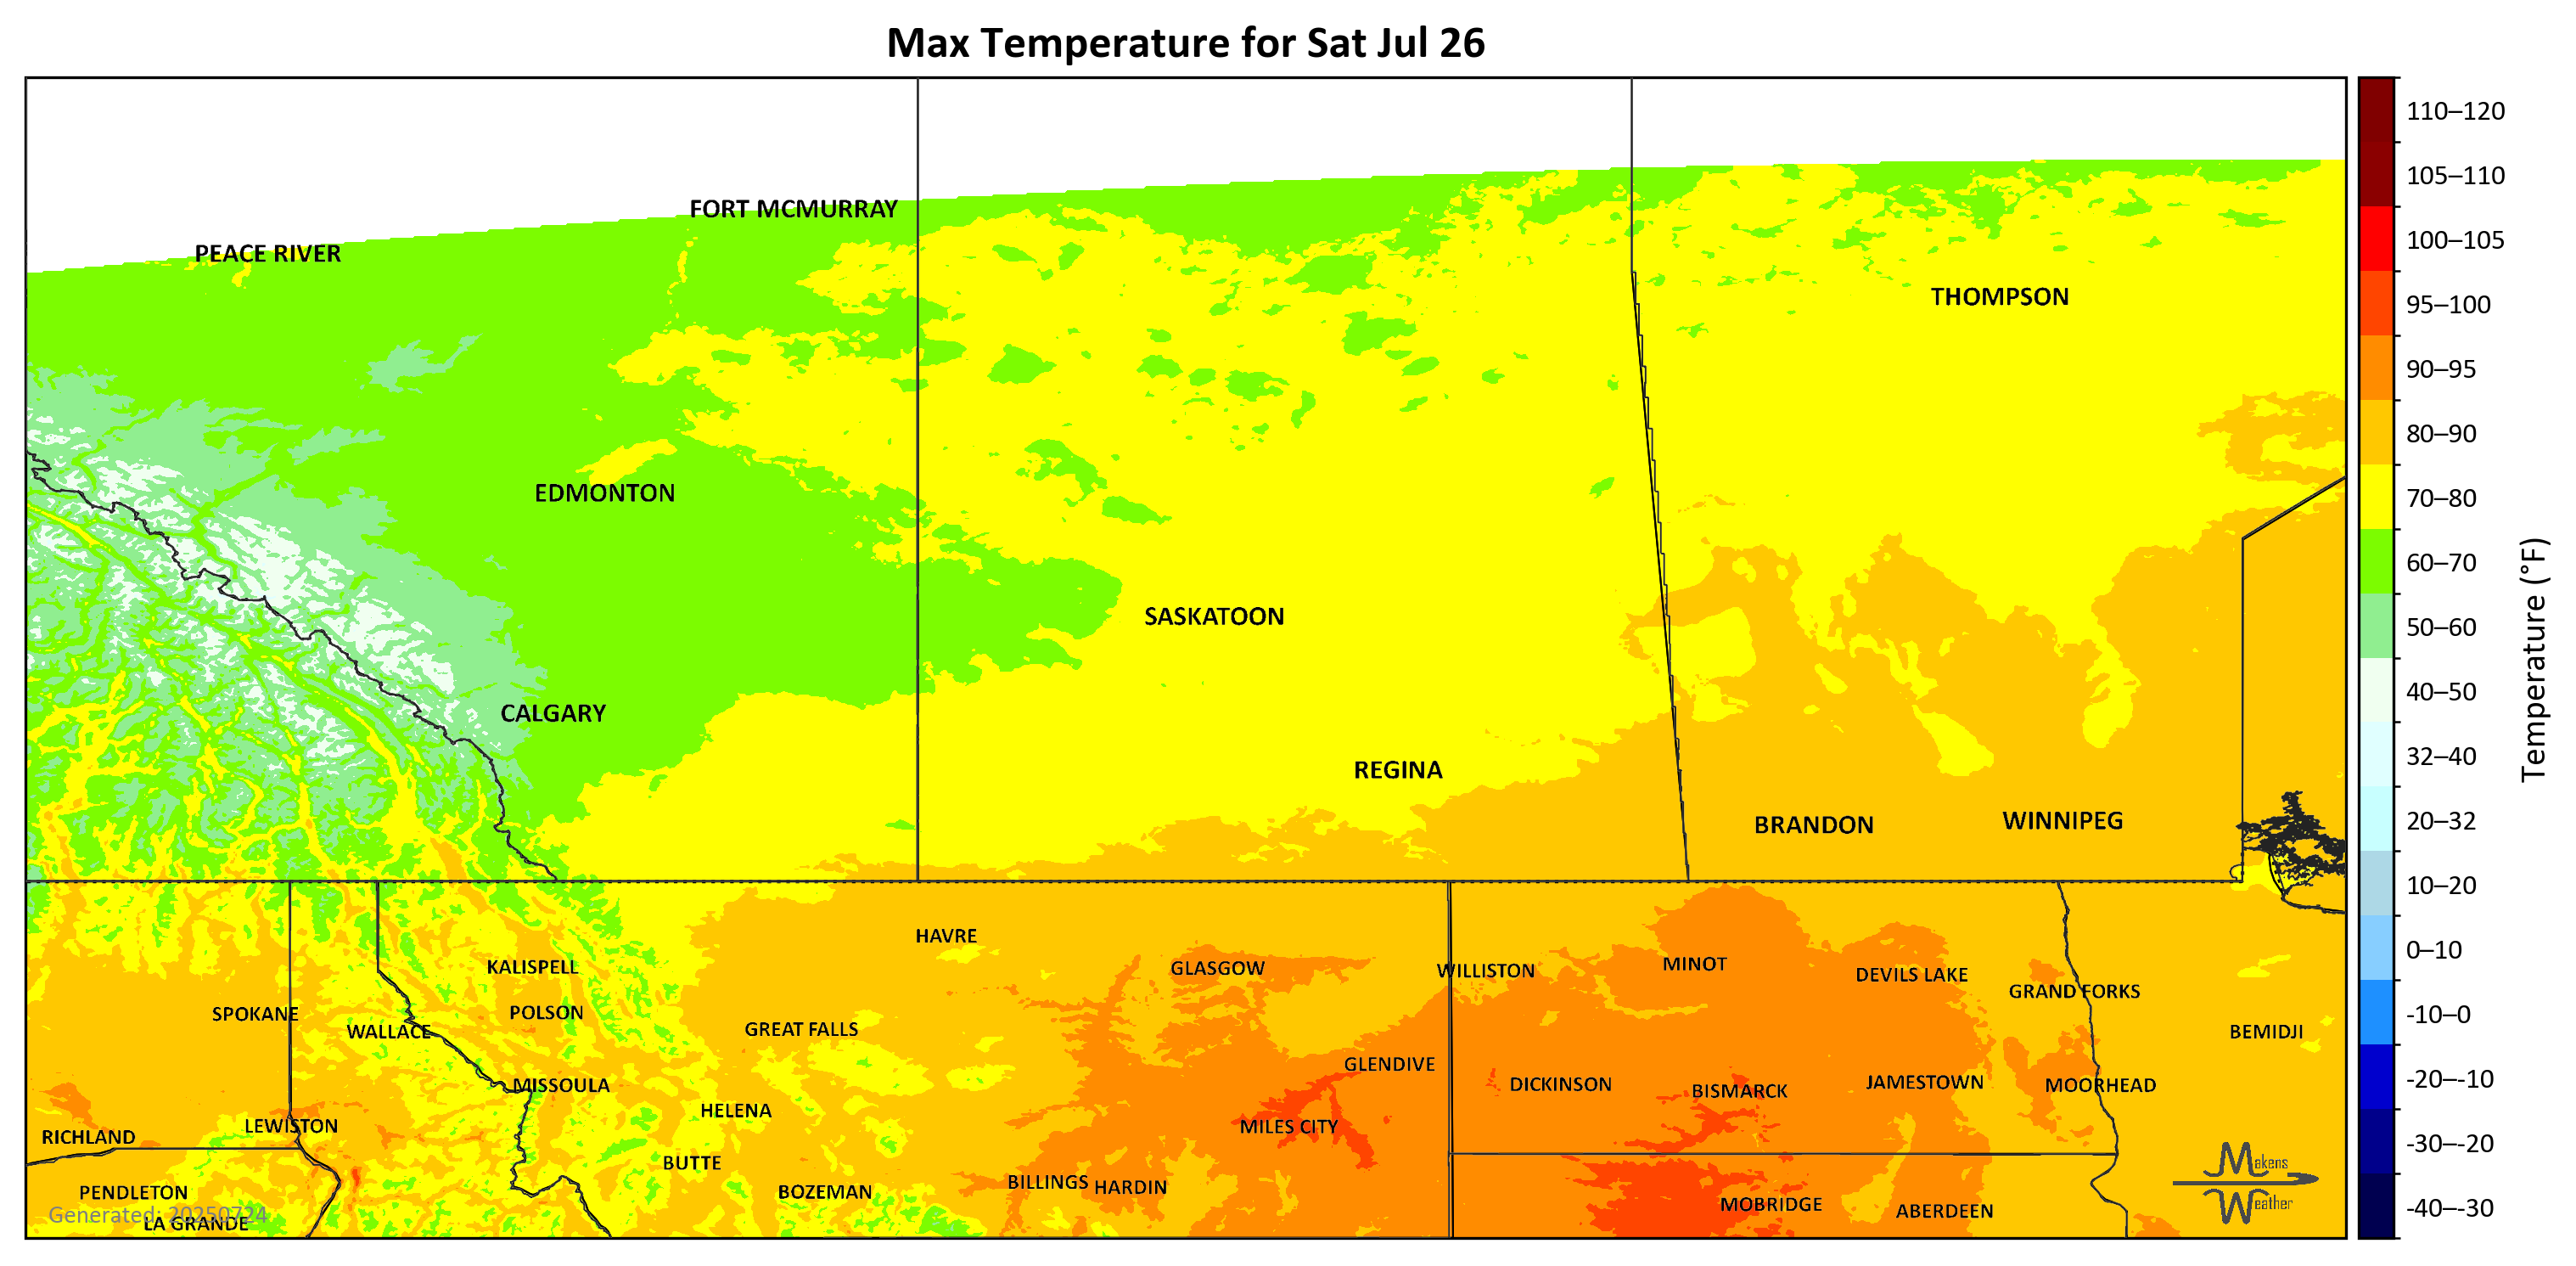 Max Temperature for Sat Jul 26
FORT MCMURRAY
PEACE RIVER
THOMPSON
EDMONTON
SASKATOON
CALGARY
REGINA
BRANDON
WINNIPEG
HAVRE
KALISPELL
GLASGOW
WILLISTON
MINOT
DEVILS LAKE
GRAND FORKS
SPOKANE
POLSON
WALLACE
GREAT FALLS
BEMIDJI
GLENDIVE
MISSOULA
DICKINSON
BISMARCK
JAMESTOWN
MOORHEAD
HELENA
LEWISTON
MILES CITY
RICHLAND
BUTTE
PENDLETON
BOZEMAN
BILLINGS
HARDIN
MOBRIDGE
ABERDEEN
Generated: 20250724
LA GRANDE
Makens
Weather
110–120
105–110
100–105
95–100
90–95
80–90
70–80
60–70
50–60
40–50
32–40
20–32
10–20
0–10
-10–0
-20–-10
-30–-20
-40–-30
Temperature (°F)